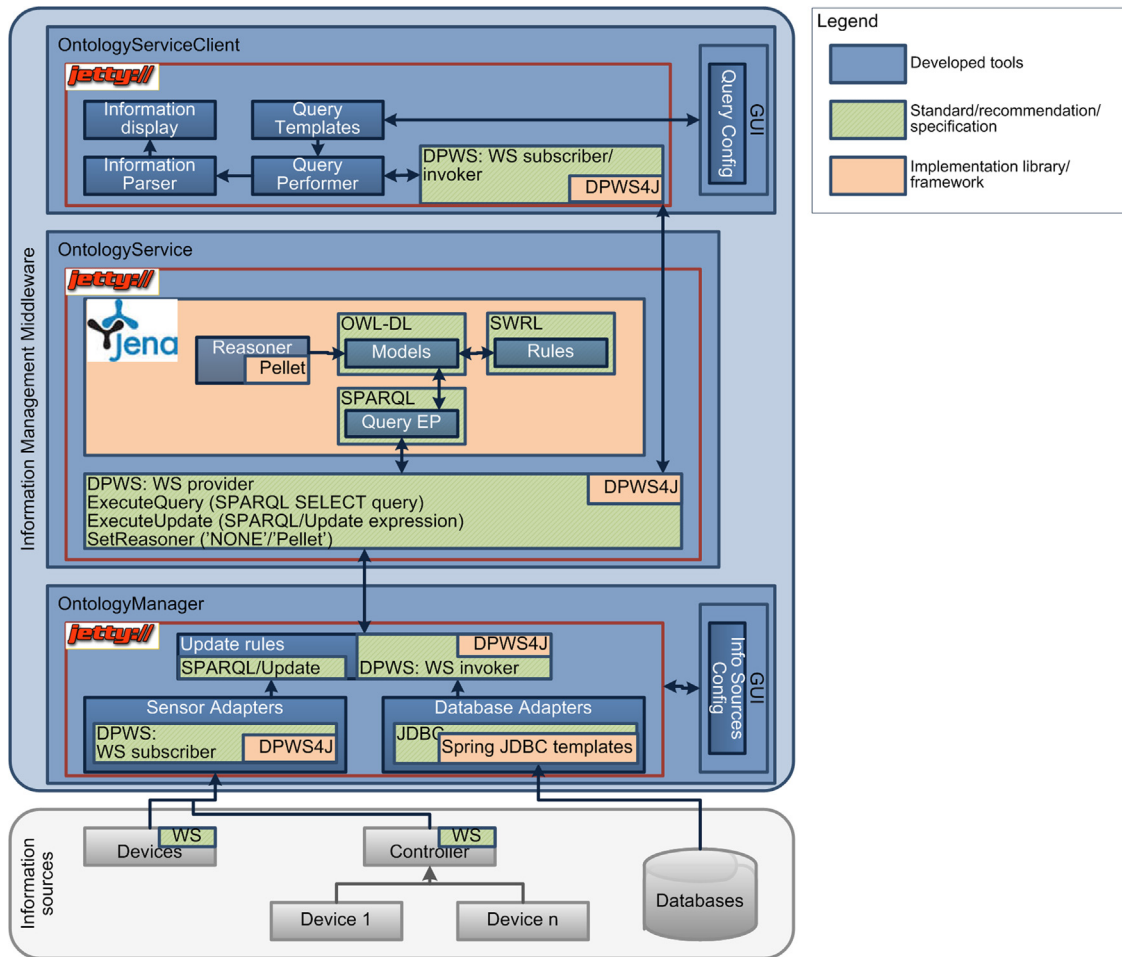 OntologyServiceClient
jetty://
Information
display
Query
Templates
Information
Parser
Query
Performer
DPWS: WS subscriber/
invoker
DPWS4J
Query Config
GUI
Legend
Developed tools
Standard/recommendation/
specification
Implementation library/
framework
Information Management Middleware
OntologyService
jetty://
Jena
Reasoner
Pellet
OWL-DL
Models
SWRL
Rules
SPARQL
Query EP
DPWS: WS provider
DPWS4J
ExecuteQuery (SPARQL SELECT query)
ExecuteUpdate (SPARQL/Update expression)
SetReasoner ('NONE'/'Pellet')
OntologyManager
jetty://
Update rules
SPARQL/Update
DPWS4J
DPWS: WS invoker
Sensor Adapters
DPWS:
WS subscriber
DPWS4J
Database Adapters
JDBC
Spring JDBC templates
Info Sources
Config
GUI
Information
sources
WS
Devices
WS
Controller
Device 1
Device n
Databases